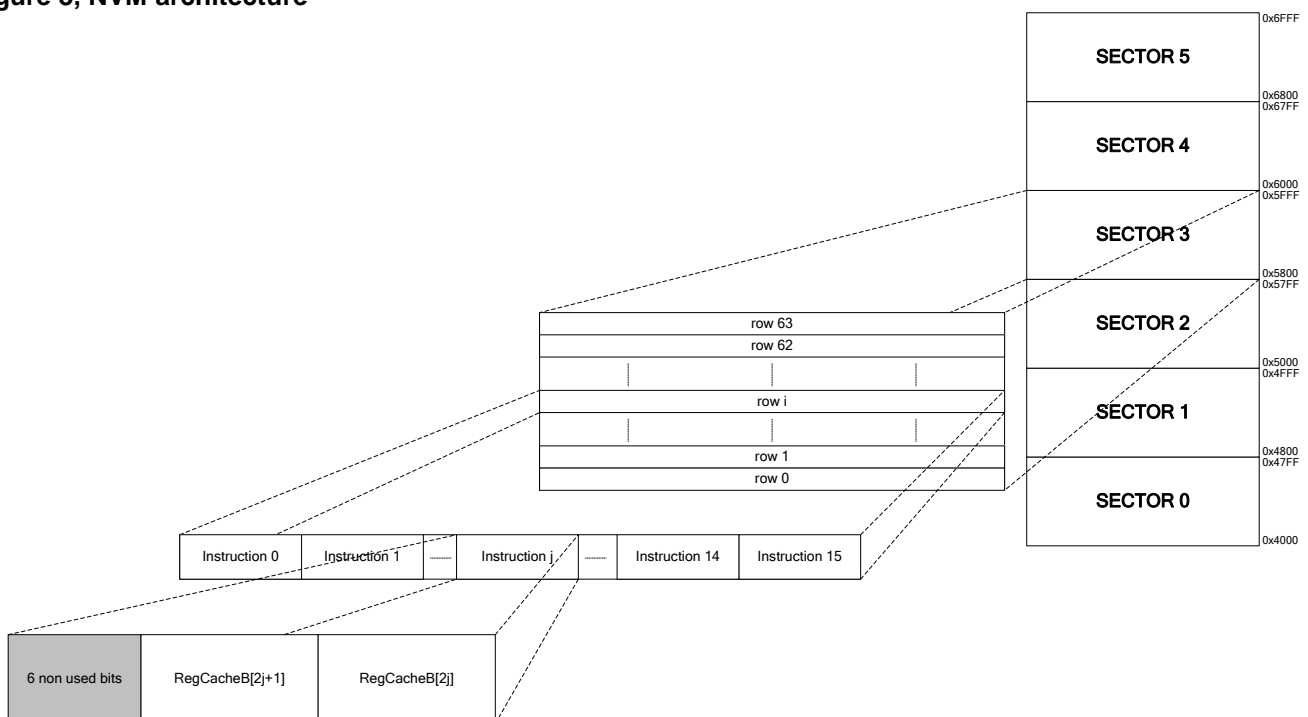 gure 3, NVM architecture
0x6FFF
SECTOR 5
0x6800
0x67FF
SECTOR 4
0x6000
0x5FFF
SECTOR 3
0x5800
0x57FF
SECTOR 2
0x5000
0x4FFF
SECTOR 1
0x4800
0x47FF
SECTOR 0
0x4000
row 63
row 62
row i
row 1
row 0
Instruction 0
Instruction 1
Instruction j
Instruction 14
Instruction 15
6 non used bits
RegCacheB[2j+1]
RegCacheB[2j]